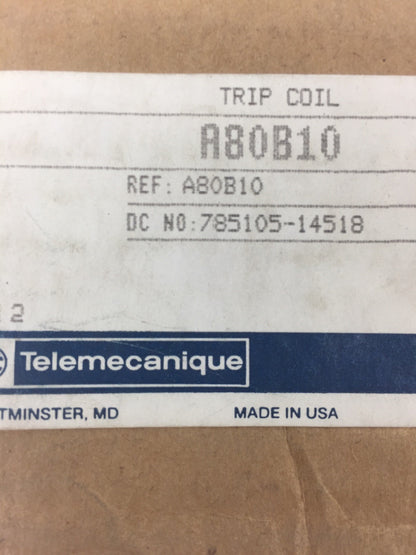 TRIP COIL
A80B10
REF: A80B10
DC NO:785105-14518
2
Telemecanique
TMINSTER, MD MADE IN USA